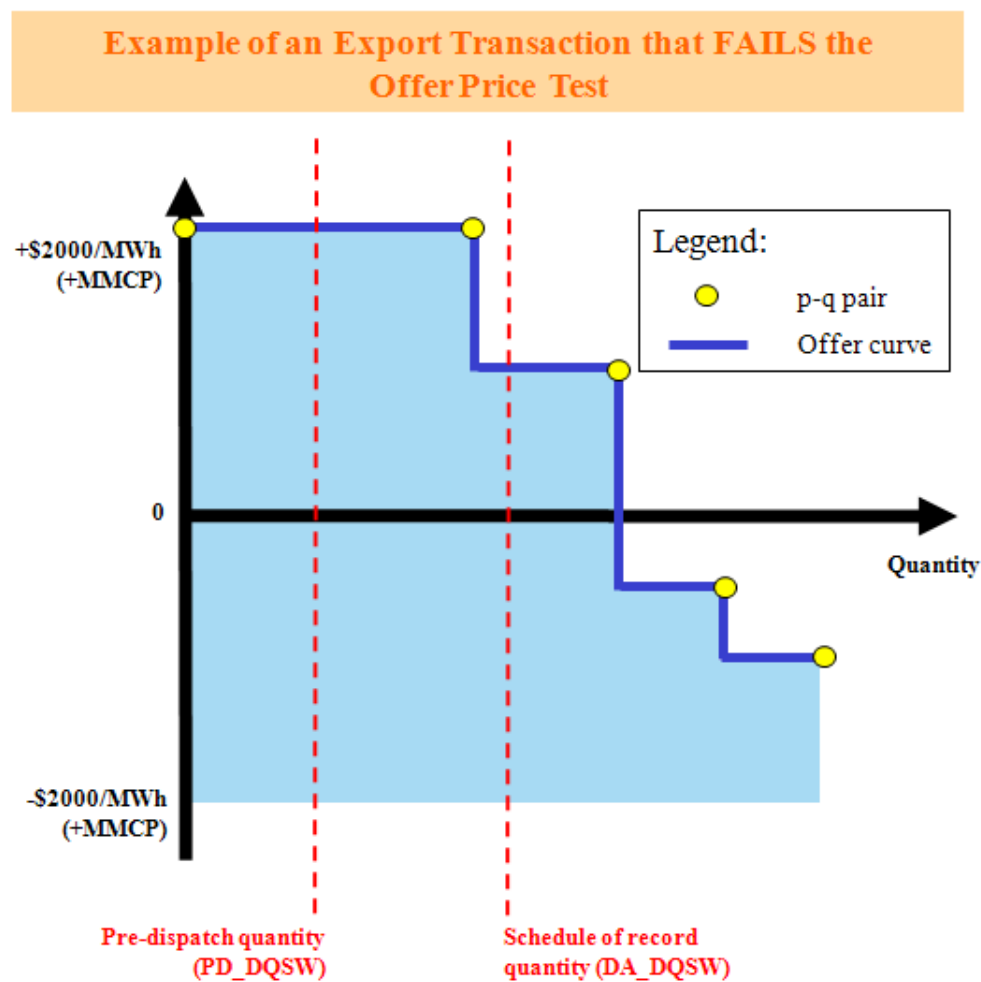 Example of an Export Transaction that FAILS the
Offer Price Test
+$2000/MWh
(+MMCP)
Legend:
p-q pair
Offer curve
0
Quantity
-$2000/MWh
(+MMCP)
Pre-dispatch quantity
(PD_DQSW)
Schedule of record
quantity (DA_DQSW)